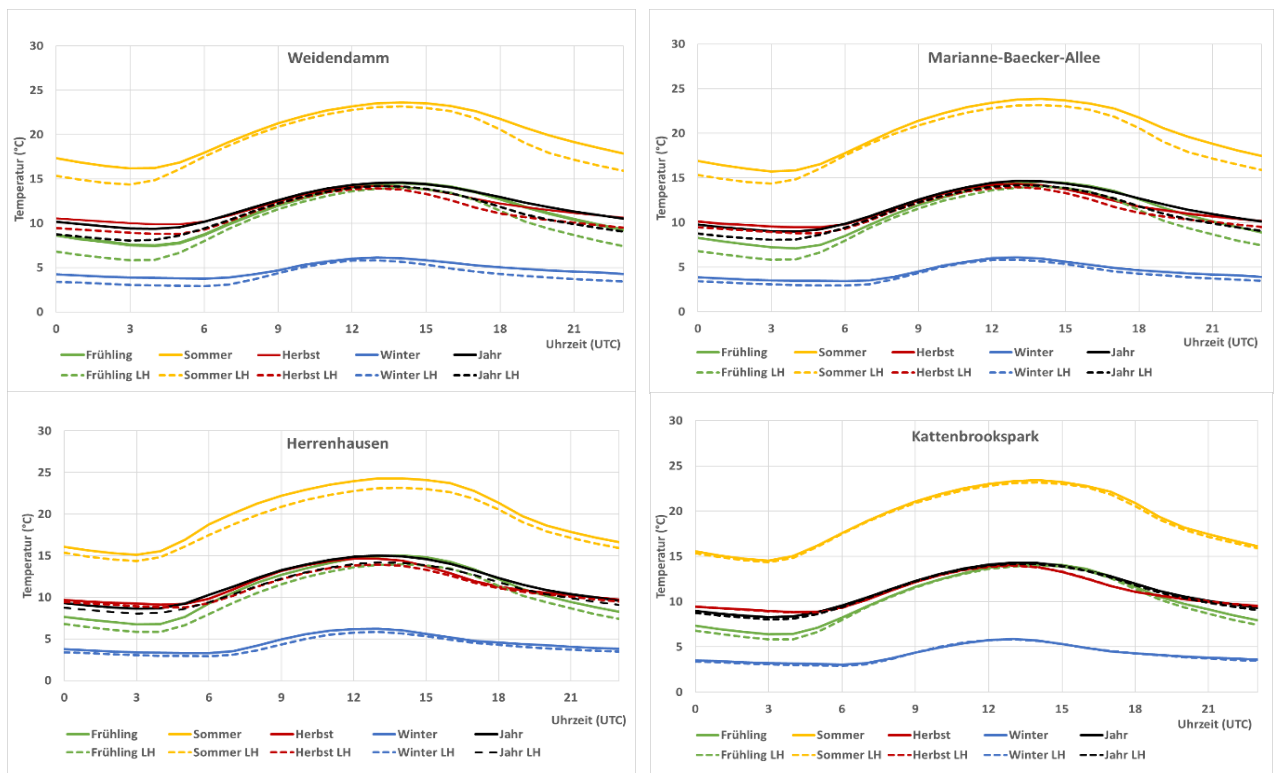 Weidendamm
Temperatur (°C)
30
25
20
15
10
5
0
0 3 6 9 12 15 18 21
Uhrzeit (UTC)
Frühling Sommer Herbst Winter Jahr
Frühling LH Sommer LH Herbst LH Winter LH Jahr LH
Marianne-Baecker-Allee
Temperatur (°C)
30
25
20
15
10
5
0
0 3 6 9 12 15 18 21
Uhrzeit (UTC)
Frühling Sommer Herbst Winter Jahr
Frühling LH Sommer LH Herbst LH Winter LH Jahr LH
Herrenhausen
Temperatur (°C)
30
25
20
15
10
5
0
0 3 6 9 12 15 18 21
Uhrzeit (UTC)
Frühling Sommer Herbst Winter Jahr
Frühling LH Sommer LH Herbst LH Winter LH Jahr LH
Kattenbrookspark
Temperatur (°C)
30
25
20
15
10
5
0
0 3 6 9 12 15 18 21
Uhrzeit (UTC)
Frühling Sommer Herbst Winter Jahr
Frühling LH Sommer LH Herbst LH Winter LH Jahr LH